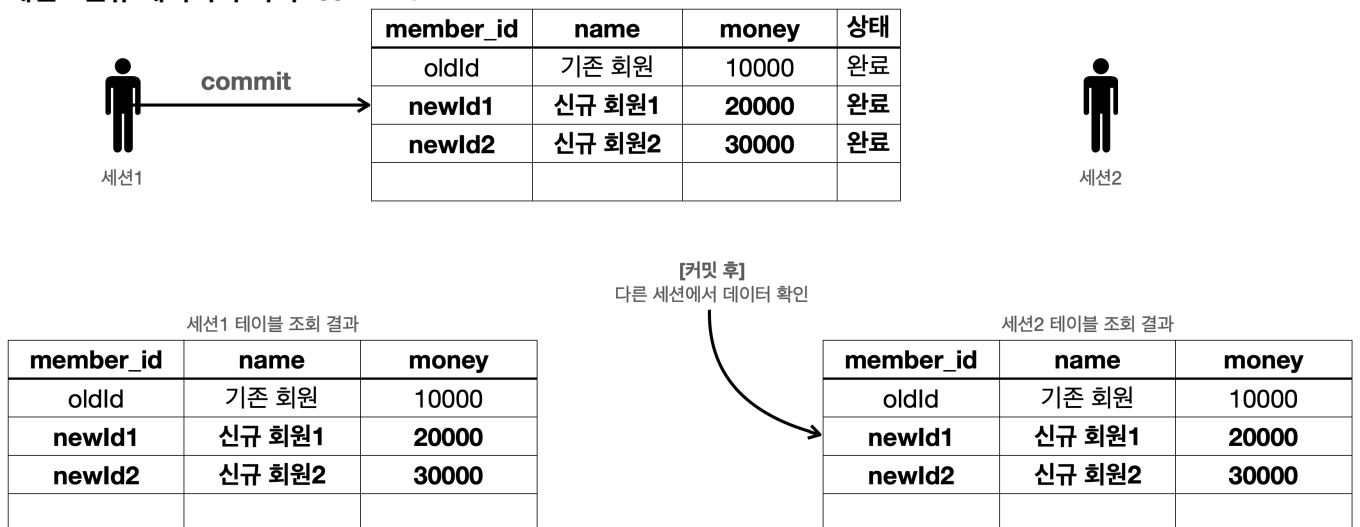 member_id name money 상태
oldId 기존 회원 10000 완료
commit
newId1 신규 회원1 20000 완료
newId2 신규 회원2 30000 완료
세션1
세션2
[커밋 후]
다른 세션에서 데이터 확인
세션1 테이블 조회 결과
member_id name money
oldId 기존 회원 10000
newId1 신규 회원1 20000
newId2 신규 회원2 30000
세션2 테이블 조회 결과
member_id name money
oldId 기존 회원 10000
newId1 신규 회원1 20000
newId2 신규 회원2 30000